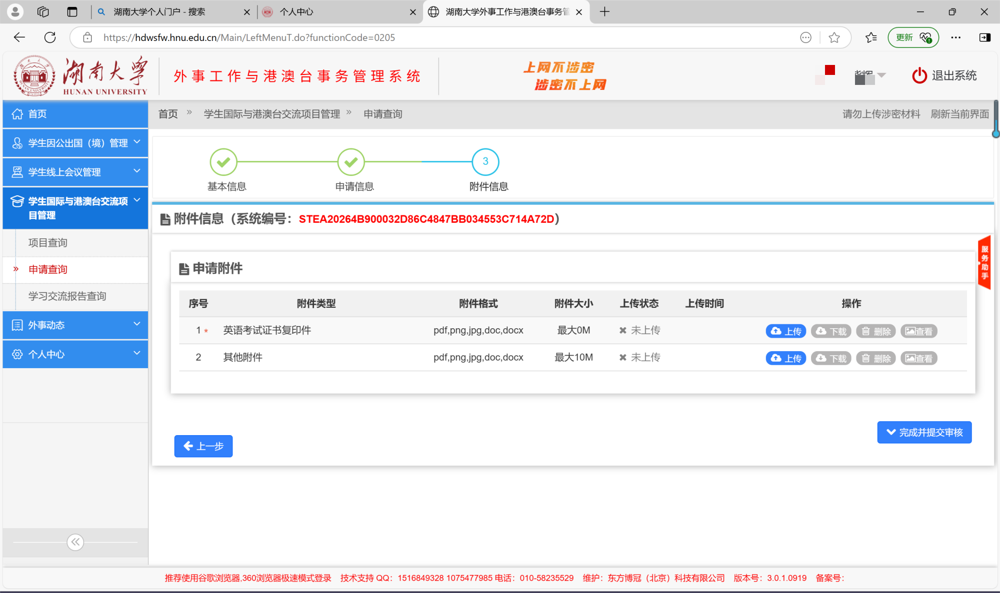 湖南大学个人门户 - 搜索
个人中心
湖南大学外事工作与港澳台事务管
https://hdwsfw.hnu.edu.cn/Main/LeftMenuT.do?functionCode=0205
更新
湖南大学
HUNAN UNIVERSITY
外事工作与港澳台事务管理系统
上网不涉密
涉密不上网
退出系统
首页
首页 » 学生国际与港澳台交流项目管理 » 申请查询
请勿上传涉密材料 刷新当前界面
学生因公出国（境）管理
学生线上会议管理
学生国际与港澳台交流项
目管理
项目查询
» 申请查询
学习交流报告查询
外事动态
个人中心
3
基本信息 申请信息 附件信息
附件信息（系统编号：STEA20264B900032D86C4847BB034553C714A72D）
申请附件
序号 附件类型 附件格式 附件大小 上传状态 上传时间 操作
1 * 英语考试证书复印件 pdf,png,jpg,doc,docx 最大0M 未上传 上传 下载 删除 查看
2 其他附件 pdf,png,jpg,doc,docx 最大10M 未上传 上传 下载 删除 查看
服务助手
上一步
完成并提交审核
推荐使用谷歌浏览器,360浏览器极速模式登录 技术支持 QQ：1516849328 1075477985 电话：010-58235529 维护：东方博冠（北京）科技有限公司 版本号：3.0.1.0919 备案号：